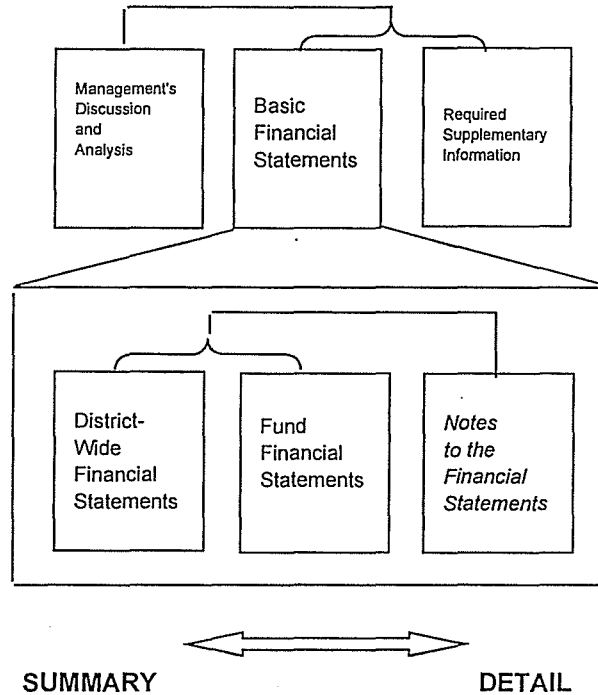 Management's
Discussion
and
Analysis
Basic
Financial
Statements
Required
Supplementary
Information
District-
Wide
Financial
Statements
Fund
Financial
Statements
Notes
to the
Financial
Statements
SUMMARY
DETAIL